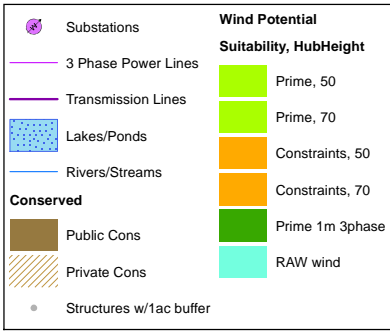 Substations
3 Phase Power Lines
Transmission Lines
Lakes/Ponds
Rivers/Streams
Conserved
Public Cons
Private Cons
Structures w/1ac buffer
Wind Potential
Suitability, HubHeight
Prime, 50
Prime, 70
Constraints, 50
Constraints, 70
Prime 1m 3phase
RAW wind